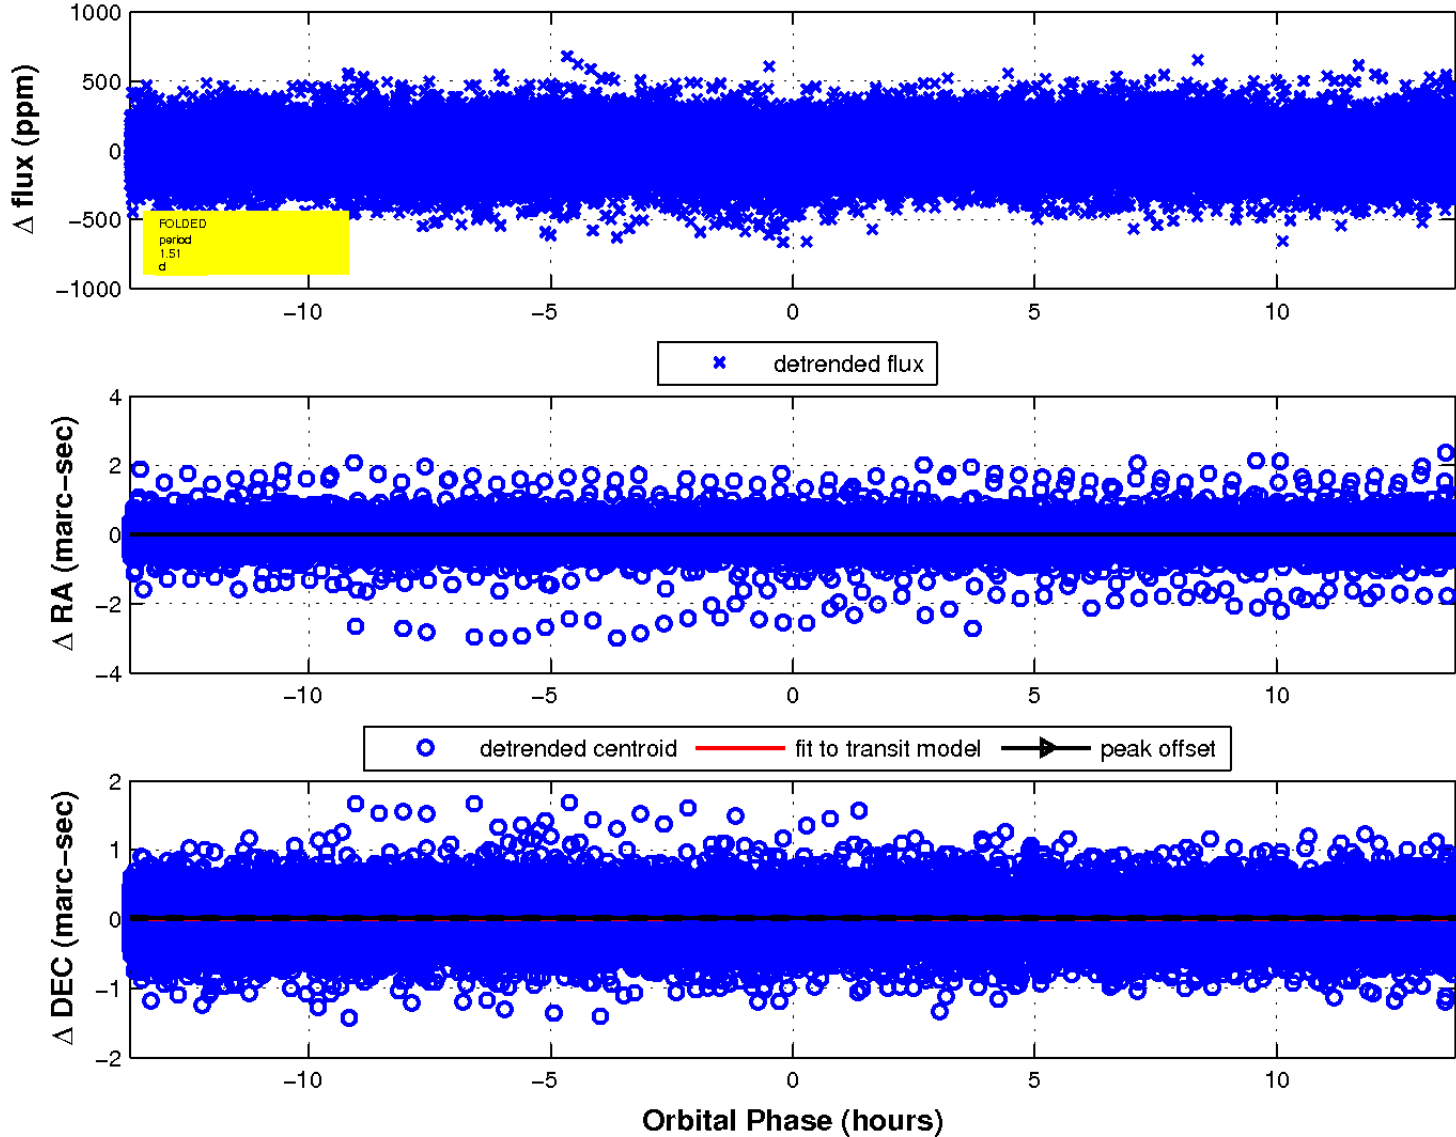 1000
500
0
−500
−1000
Δ flux (ppm)
FOLDED
period
1.51
d
−10
−5
0
5
10
detrended flux
4
2
0
−2
−4
Δ RA (marc−sec)
−10
−5
0
5
10
detrended centroid
fit to transit model
peak offset
2
1
0
−1
−2
Δ DEC (marc−sec)
−10
−5
0
5
10
Orbital Phase (hours)